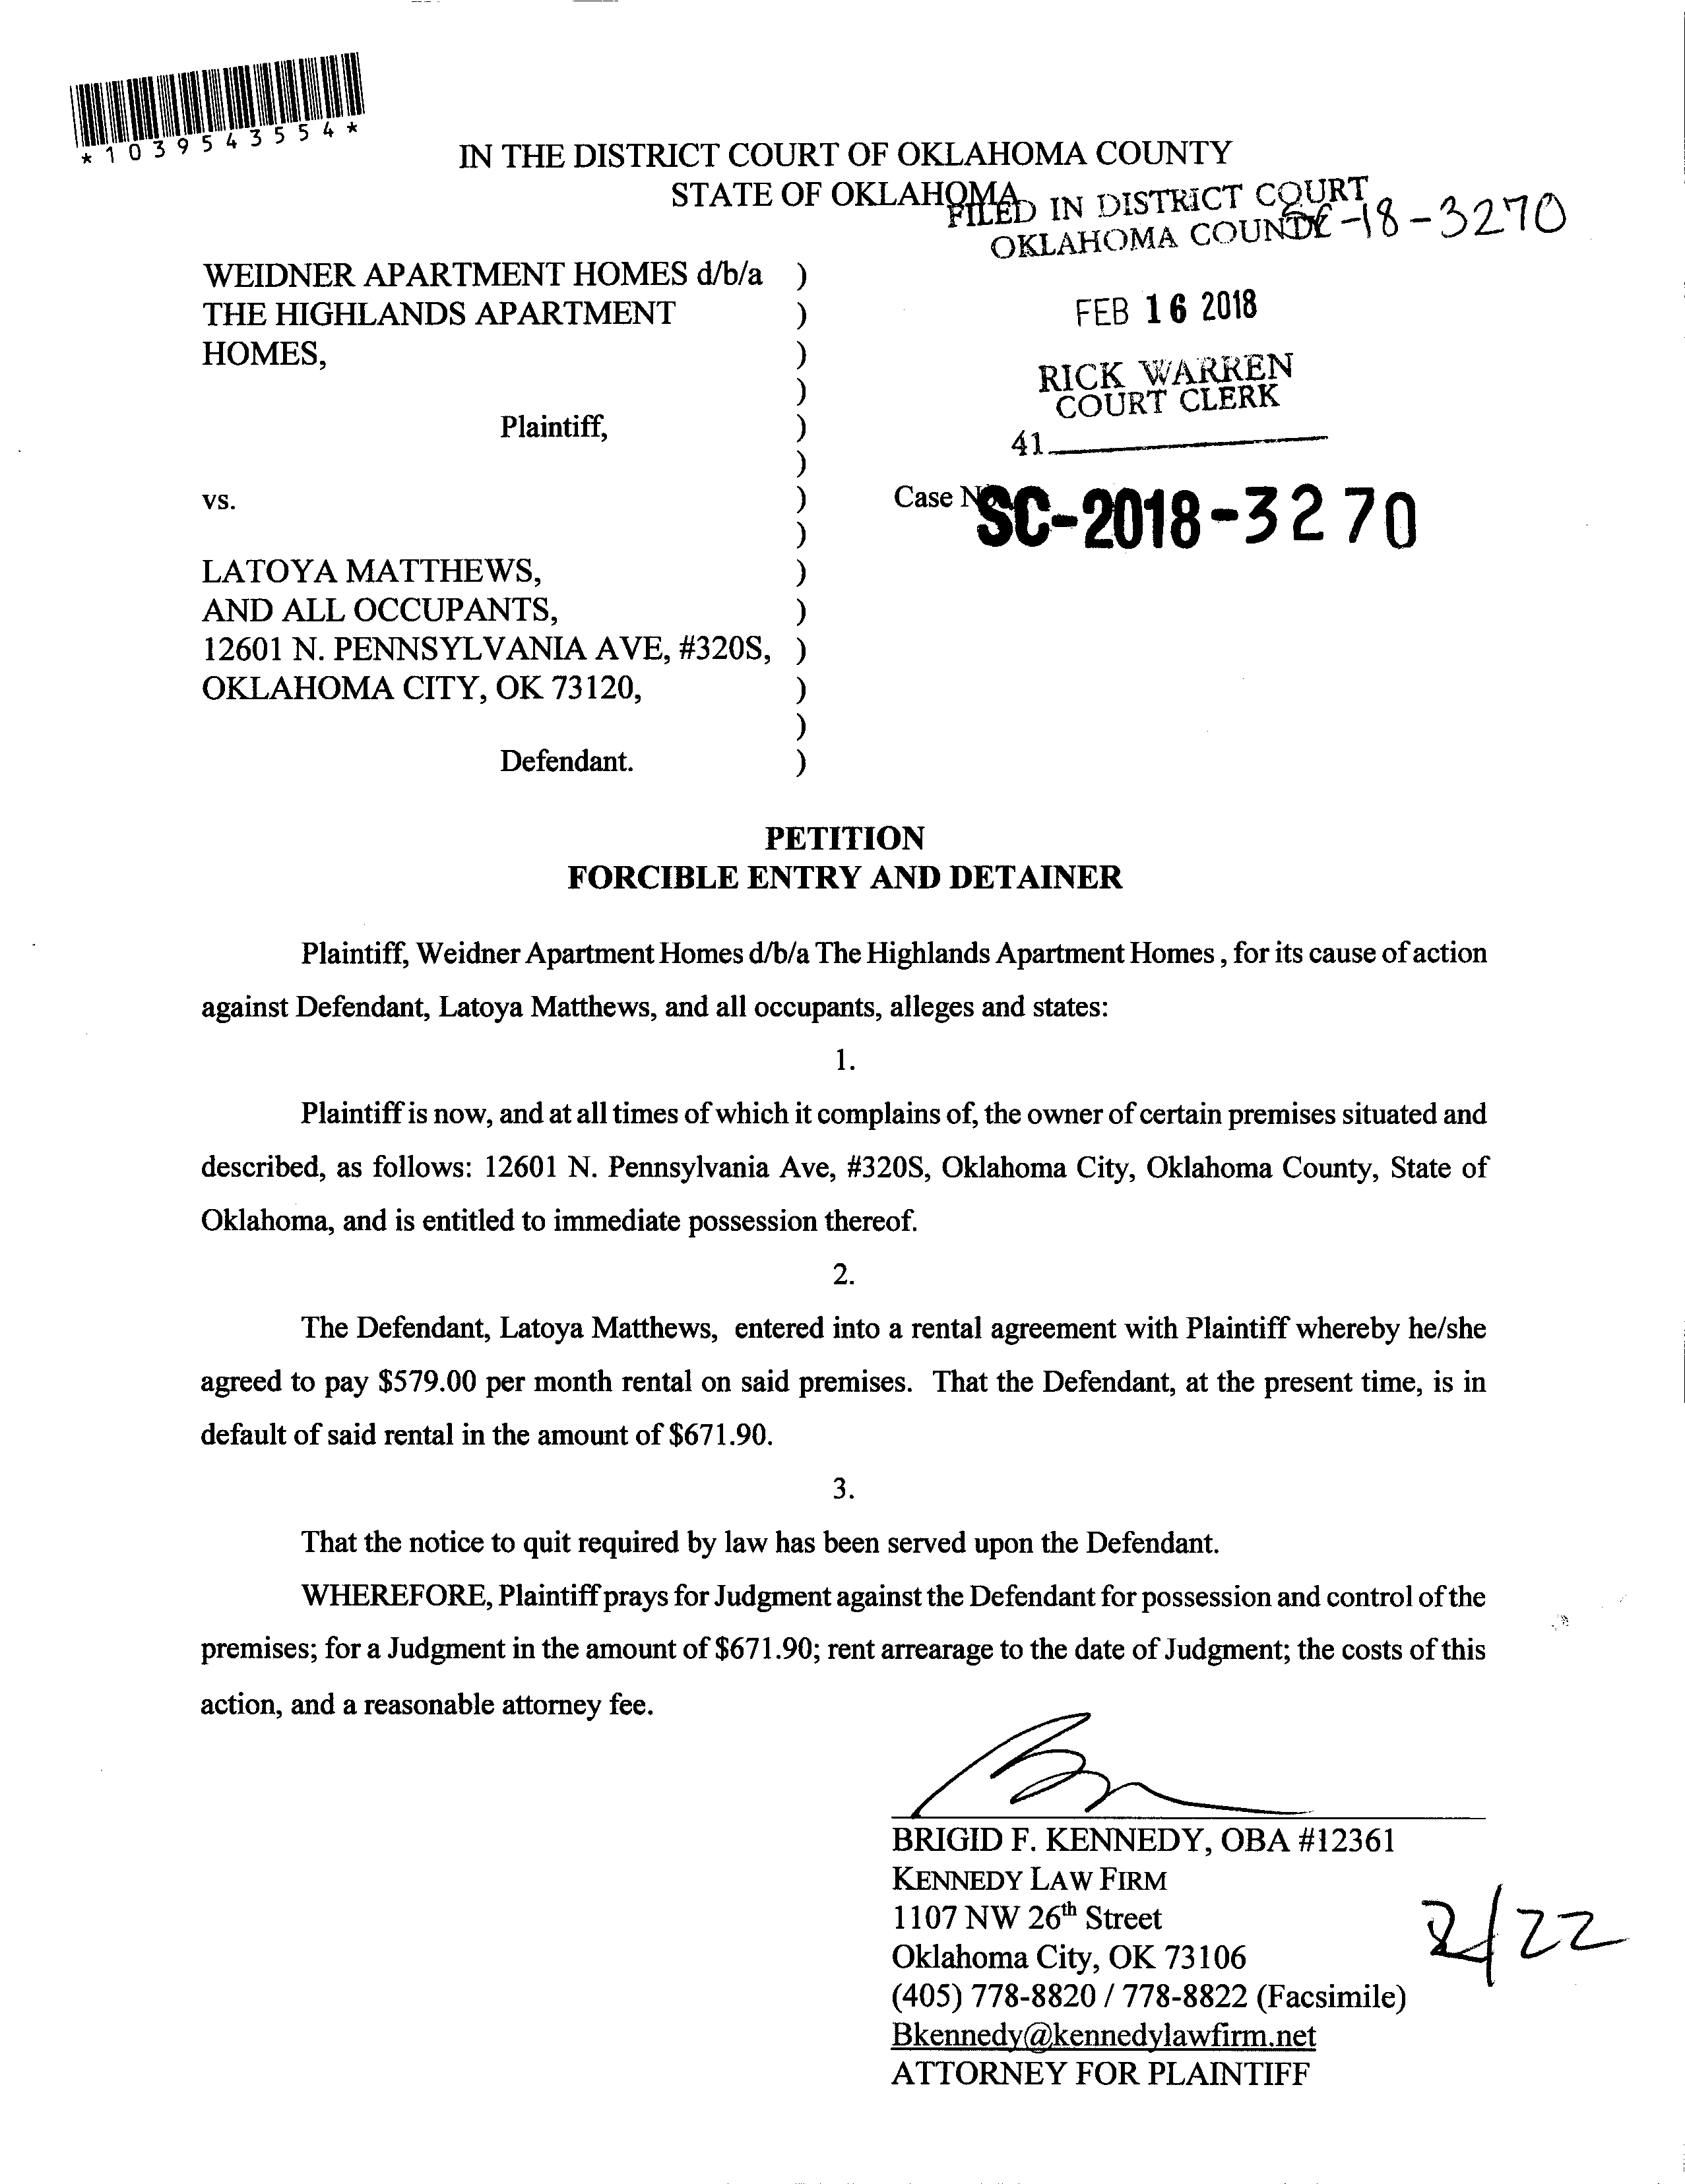 *1039543554*
IN THE DISTRICT COURT OF OKLAHOMA COUNTY
STATE OF OKLAHOMA
FILED IN DISTRICT COURT
OKLAHOMA COUNTY
SC-18-3270
WEIDNER APARTMENT HOMES d/b/a )
THE HIGHLANDS APARTMENT )
HOMES, )
)
Plaintiff, )
)
vs. )
)
LATOYA MATTHEWS, )
AND ALL OCCUPANTS, )
12601 N. PENNSYLVANIA AVE, #320S, )
OKLAHOMA CITY, OK 73120, )
)
Defendant. )
FEB 16 2018
RICK WARREN
COURT CLERK
41
Case No. SC-2018-3270
PETITION
FORCIBLE ENTRY AND DETAINER
Plaintiff, Weidner Apartment Homes d/b/a The Highlands Apartment Homes , for its cause of action
against Defendant, Latoya Matthews, and all occupants, alleges and states:
1.
Plaintiff is now, and at all times of which it complains of, the owner of certain premises situated and
described, as follows: 12601 N. Pennsylvania Ave, #320S, Oklahoma City, Oklahoma County, State of
Oklahoma, and is entitled to immediate possession thereof.
2.
The Defendant, Latoya Matthews, entered into a rental agreement with Plaintiff whereby he/she
agreed to pay $579.00 per month rental on said premises. That the Defendant, at the present time, is in
default of said rental in the amount of $671.90.
3.
That the notice to quit required by law has been served upon the Defendant.
WHEREFORE, Plaintiff prays for Judgment against the Defendant for possession and control of the
premises; for a Judgment in the amount of $671.90; rent arrearage to the date of Judgment; the costs of this
action, and a reasonable attorney fee.
BRIGID F. KENNEDY, OBA #12361
KENNEDY LAW FIRM
1107 NW 26th Street
Oklahoma City, OK 73106
(405) 778-8820 / 778-8822 (Facsimile)
Bkennedy@kennedylawfirm.net
ATTORNEY FOR PLAINTIFF
2/22